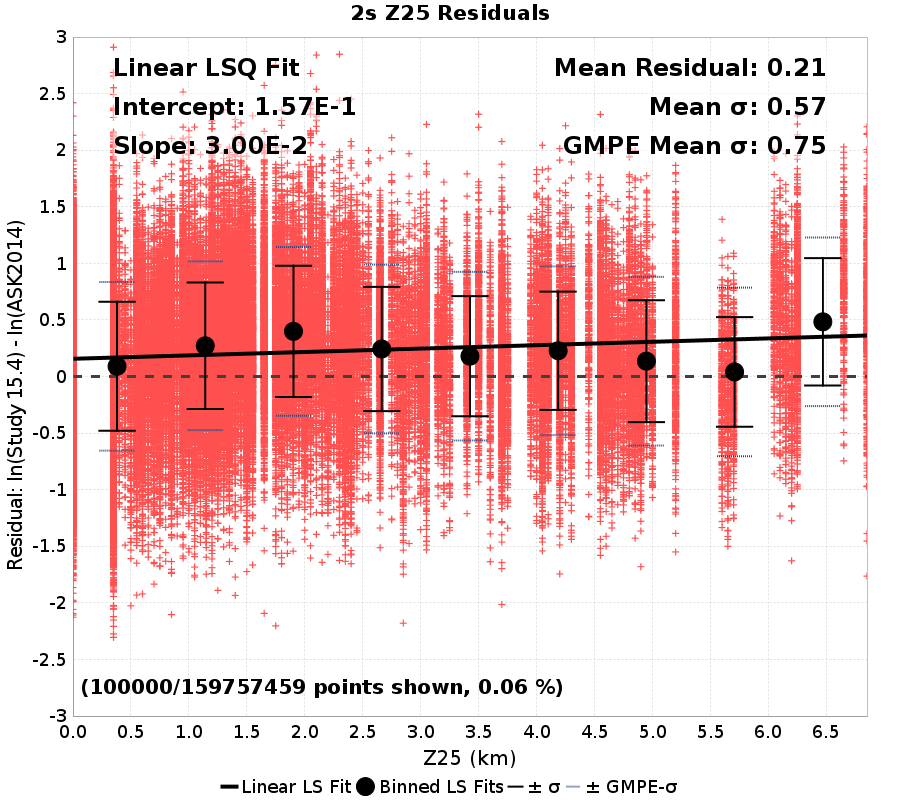 2s Z25 Residuals
Linear LSQ Fit
Intercept: 1.57E-1
Slope: 3.00E-2
Mean Residual: 0.21
Mean σ: 0.57
GMPE Mean σ: 0.75
Residual: ln(Study 15.4) - ln(ASK2014)
3
2.5
2
1.5
1
0.5
0
-0.5
-1
-1.5
-2
-2.5
-3
(100000/159757459 points shown, 0.06 %)
0.0 0.5 1.0 1.5 2.0 2.5 3.0 3.5 4.0 4.5 5.0 5.5 6.0 6.5
Z25 (km)
Linear LS Fit Binned LS Fits ± σ ± GMPE-σ